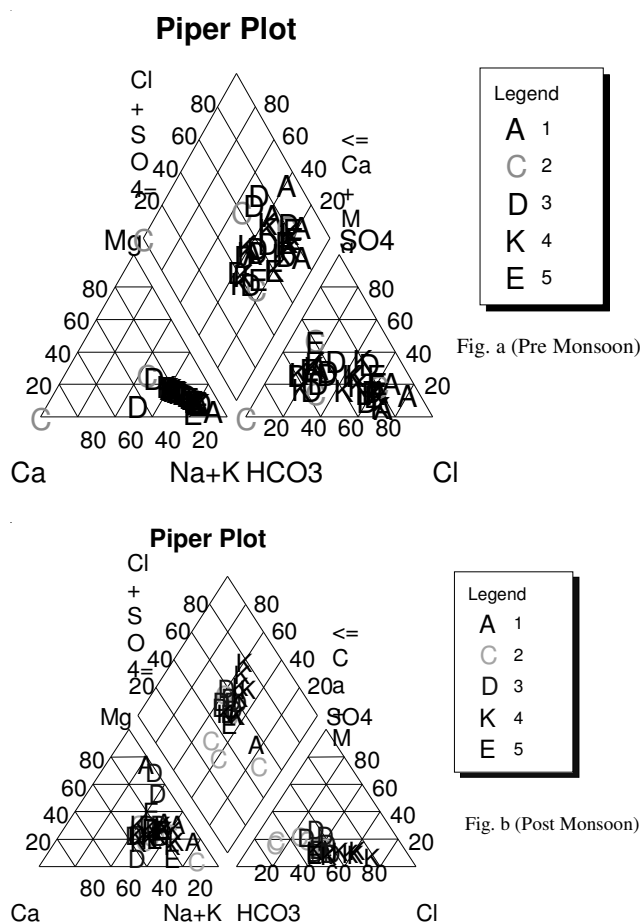 Piper Plot
Cl + SO4=
<= Ca + M
80 80
60 60
40 40
20 20
Mg SO4
80 80
60 60
40 40
20 20
80 60 40 20 20 40 60 80
Ca Na+K HCO3 Cl
Legend
A 1
C 2
D 3
K 4
E 5
Fig. a (Pre Monsoon)
Piper Plot
Cl + SO4=
<= Ca + M
80 80
60 60
40 40
20 20
Mg SO4
80 80
60 60
40 40
20 20
80 60 40 20 20 40 60 80
Ca Na+K HCO3 Cl
Legend
A 1
C 2
D 3
K 4
E 5
Fig. b (Post Monsoon)